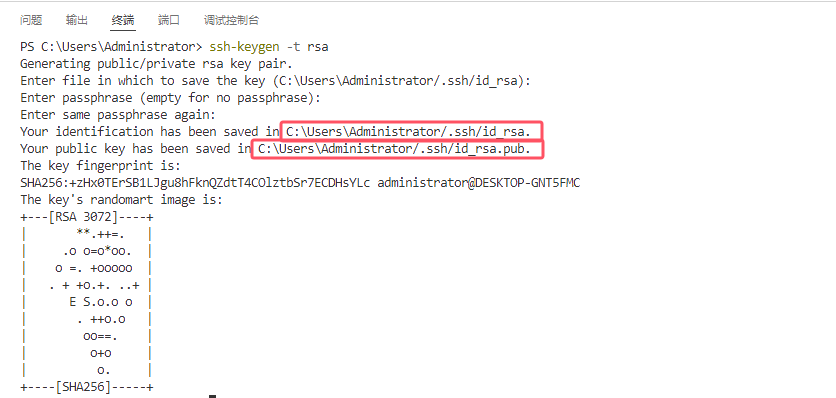 问题 输出 终端 端口 调试控制台
PS C:\Users\Administrator> ssh-keygen -t rsa
Generating public/private rsa key pair.
Enter file in which to save the key (C:\Users\Administrator/.ssh/id_rsa):
Enter passphrase (empty for no passphrase):
Enter same passphrase again:
Your identification has been saved in C:\Users\Administrator/.ssh/id_rsa.
Your public key has been saved in C:\Users\Administrator/.ssh/id_rsa.pub.
The key fingerprint is:
SHA256:+zHx0TErSB1LJgu8hFknQZdtT4COlztbSr7ECDHsYLc administrator@DESKTOP-GNT5FMC
The key's randomart image is:
+---[RSA 3072]----+
|       **.++=.   |
|     .o o=o*oo.  |
|    o =. +ooooo  |
|   . + +o.+. ..+ |
|      E S.o.o o  |
|       . ++o.o   |
|        oo==.    |
|         o+o     |
|          o.     |
+----[SHA256]-----+